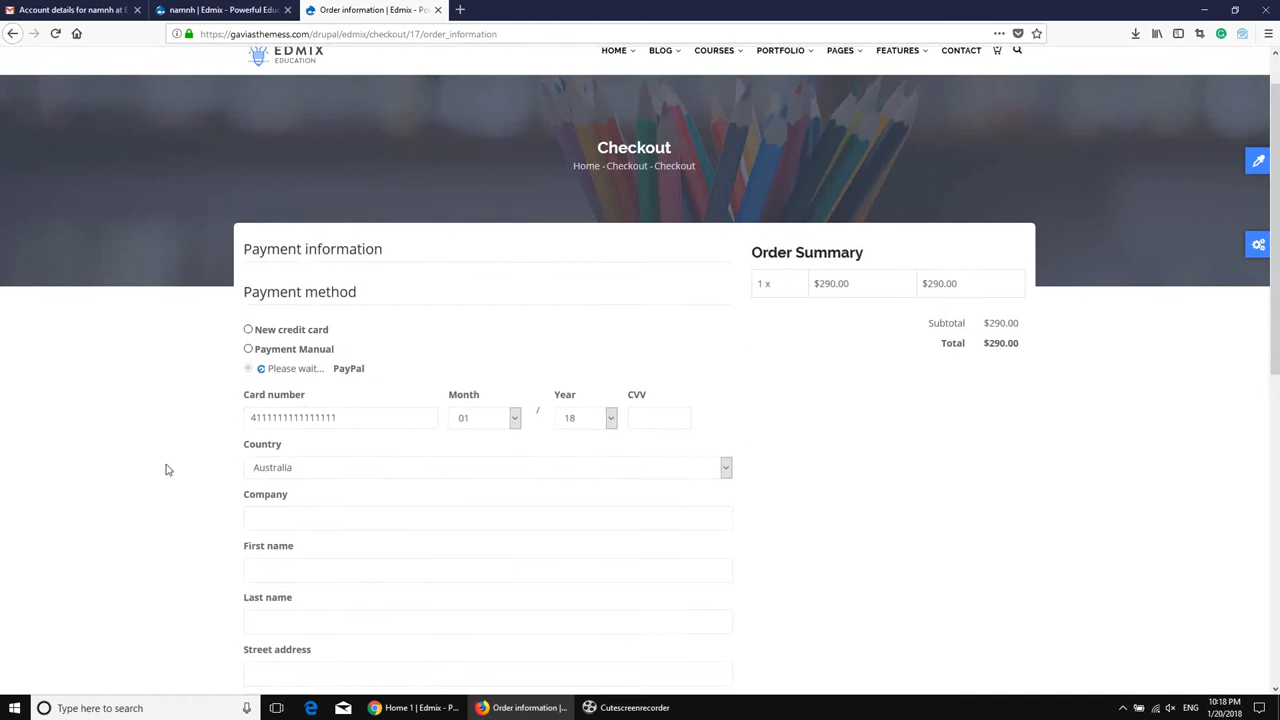 Account details for namnh at E
namnh | Edmix - Powerful Educ
Order information | Edmix - Po
https://gaviasthemess.com/drupal/edmix/checkout/17/order_information
EDMIX
EDUCATION
HOME
BLOG
COURSES
PORTFOLIO
PAGES
FEATURES
CONTACT
Checkout
Home - Checkout - Checkout
Payment information
Payment method
New credit card
Payment Manual
Please wait... PayPal
Card number
Month
Year
CVV
4111111111111111
01
/
18
Country
Australia
Company
First name
Last name
Street address
Order Summary
1 x
$290.00
$290.00
Subtotal $290.00
Total $290.00
Type here to search
Home 1 | Edmix - P...
Order information |...
Cutescreenrecorder
ENG
10:18 PM
1/20/2018